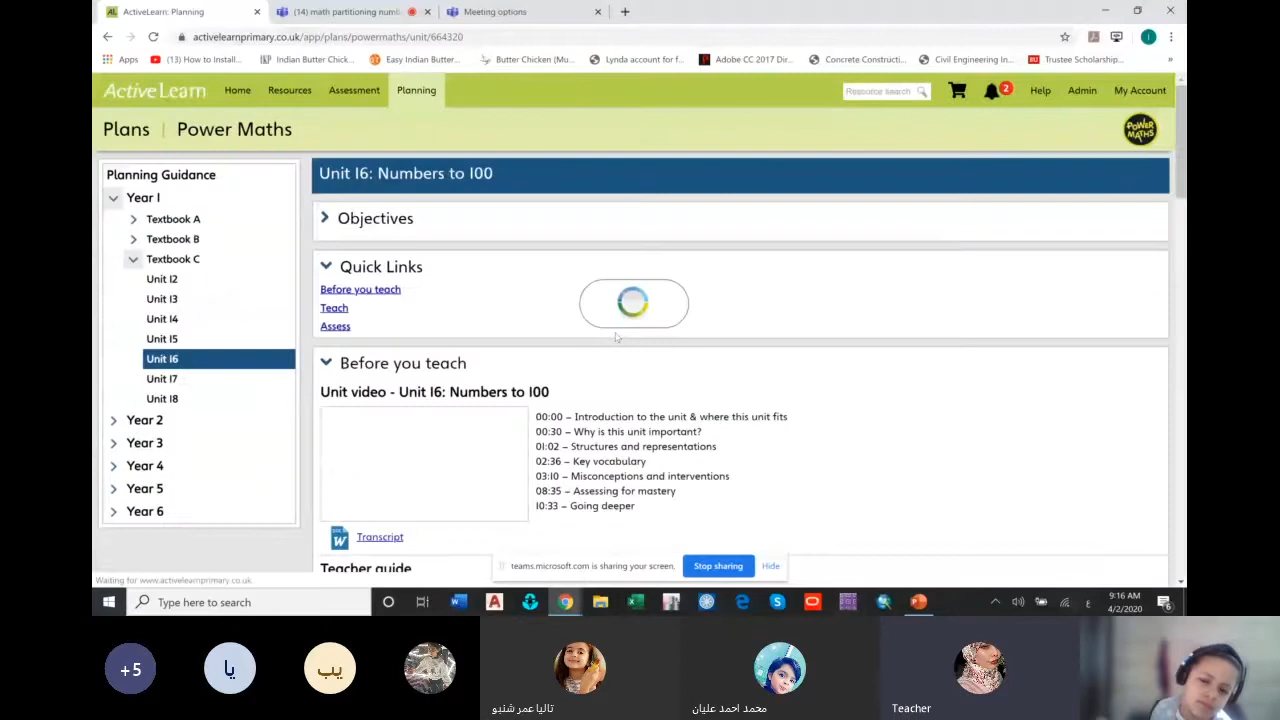 ActiveLearn: Planning
(14) math partitioning numb
Meeting options
activelearnprimary.co.uk/app/plans/powermaths/unit/664320
Apps
(13) How to Install...
Indian Butter Chick...
Easy Indian Butter...
Butter Chicken (Mu...
Lynda account for f...
Adobe CC 2017 Dir...
Concrete Constructi...
Civil Engineering In...
Trustee Scholarship...
ActiveLearn
Home
Resources
Assessment
Planning
Resource search
2
Help
Admin
My Account
Plans | Power Maths
POWER MATHS
Planning Guidance
Year 1
Textbook A
Textbook B
Textbook C
Unit 12
Unit 13
Unit 14
Unit 15
Unit 16
Unit 17
Unit 18
Year 2
Year 3
Year 4
Year 5
Year 6
Unit 16: Numbers to 100
Objectives
Quick Links
Before you teach
Teach
Assess
Before you teach
Unit video - Unit 16: Numbers to 100
00:00 – Introduction to the unit & where this unit fits
00:30 – Why is this unit important?
01:02 – Structures and representations
02:36 – Key vocabulary
03:10 – Misconceptions and interventions
08:35 – Assessing for mastery
10:33 – Going deeper
Transcript
Teacher guide
teams.microsoft.com is sharing your screen.
Stop sharing
Hide
Waiting for www.activelearnprimary.co.uk.
Type here to search
ع
9:16 AM
4/2/2020
6
+5
يا
يب
تاليا عمر شنبو
محمد احمد عليان
Teacher